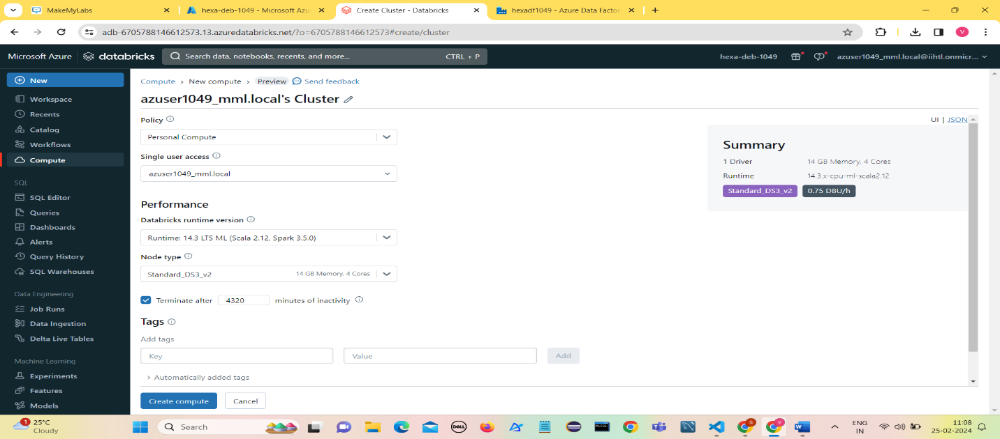 MakeMyLabs
hexa-deb-1049 - Microsoft Azu
Create Cluster - Databricks
hexadf1049 - Azure Data Factor
adb-6705788146612573.13.azuredatabricks.net/?o=6705788146612573#create/cluster
V
Microsoft Azure databricks
Search data, notebooks, recents, and more... CTRL + P
hexa-deb-1049 azuser1049_mml.local@iihtl.onmicr...
New
Workspace
Recents
Catalog
Workflows
Compute
SQL
SQL Editor
Queries
Dashboards
Alerts
Query History
SQL Warehouses
Data Engineering
Job Runs
Data Ingestion
Delta Live Tables
Machine Learning
Experiments
Features
Models
Compute > New compute > Preview Send feedback
azuser1049_mml.local's Cluster
UI | JSON
Policy
Personal Compute
Single user access
azuser1049_mml.local
Performance
Databricks runtime version
Runtime: 14.3 LTS ML (Scala 2.12, Spark 3.5.0)
Node type
Standard_DS3_v2 14 GB Memory, 4 Cores
Terminate after 4320 minutes of inactivity
Tags
Add tags
Key Value Add
> Automatically added tags
Create compute Cancel
Summary
1 Driver 14 GB Memory, 4 Cores
Runtime 14.3.x-cpu-ml-scala2.12
Standard_DS3_v2 0.75 DBU/h
1
25°C
Cloudy
Search
DELL
S
V
ENG
IN
11:08
25-02-2024